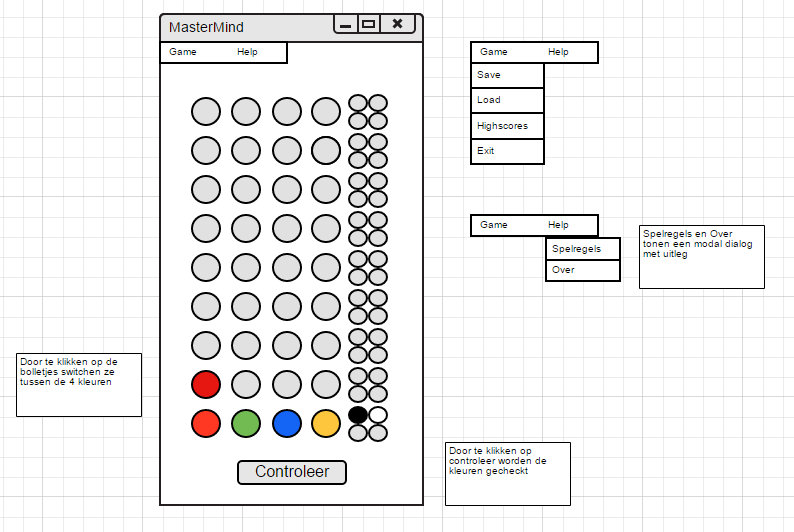 MasterMind
Game Help
Controleer
Game Help
Save
Load
Highscores
Exit
Game Help
Spelregels
Over
Spelregels en Over
tonen een modal dialog
met uitleg
Door te klikken op de
bolletjes switchen ze
tussen de 4 kleuren
Door te klikken op
controleer worden de
kleuren gecheckt